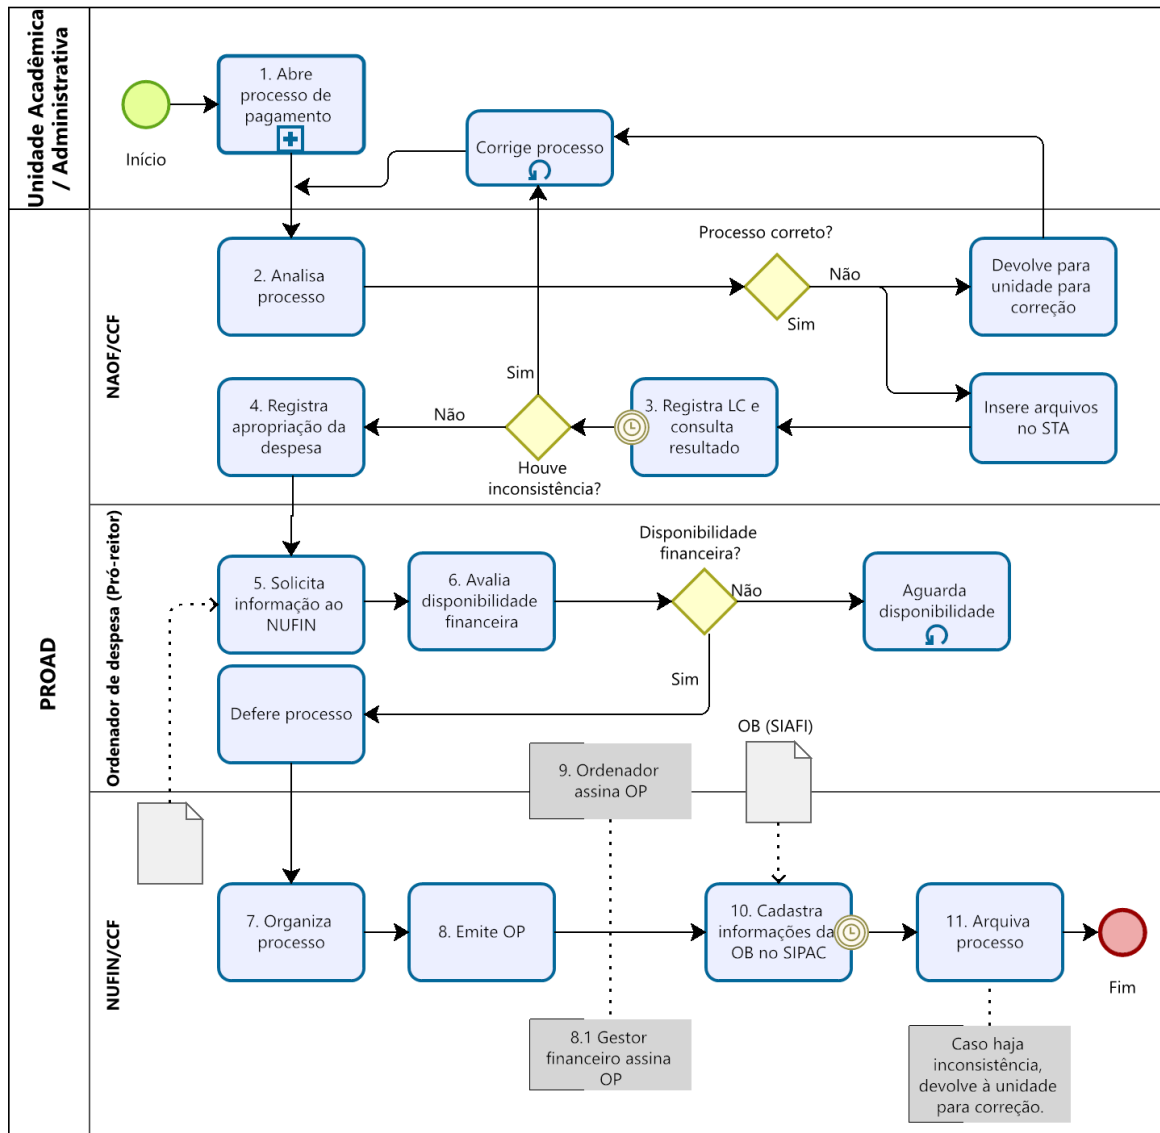 Unidade Acadêmica
/ Administrativa
Início
1. Abre
processo de
pagamento
Corrige processo
PROAD
NAOF/CCF
2. Analisa
processo
Processo correto?
Não
Sim
Devolve para
unidade para
correção
Insere arquivos
no STA
3. Registra LC e
consulta
resultado
Sim
Não
Houve
inconsistência?
4. Registra
apropriação da
despesa
Ordenador de despesa (Pró-reitor)
5. Solicita
informação ao
NUFIN
6. Avalia
disponibilidade
financeira
Disponibilidade
financeira?
Não
Sim
Aguarda
disponibilidade
Defere processo
9. Ordenador
assina OP
OB (SIAFI)
NUFIN/CCF
7. Organiza
processo
8. Emite OP
10. Cadastra
informações da
OB no SIPAC
11. Arquiva
processo
Fim
8.1 Gestor
financeiro assina
OP
Caso haja
inconsistência,
devolve à unidade
para correção.